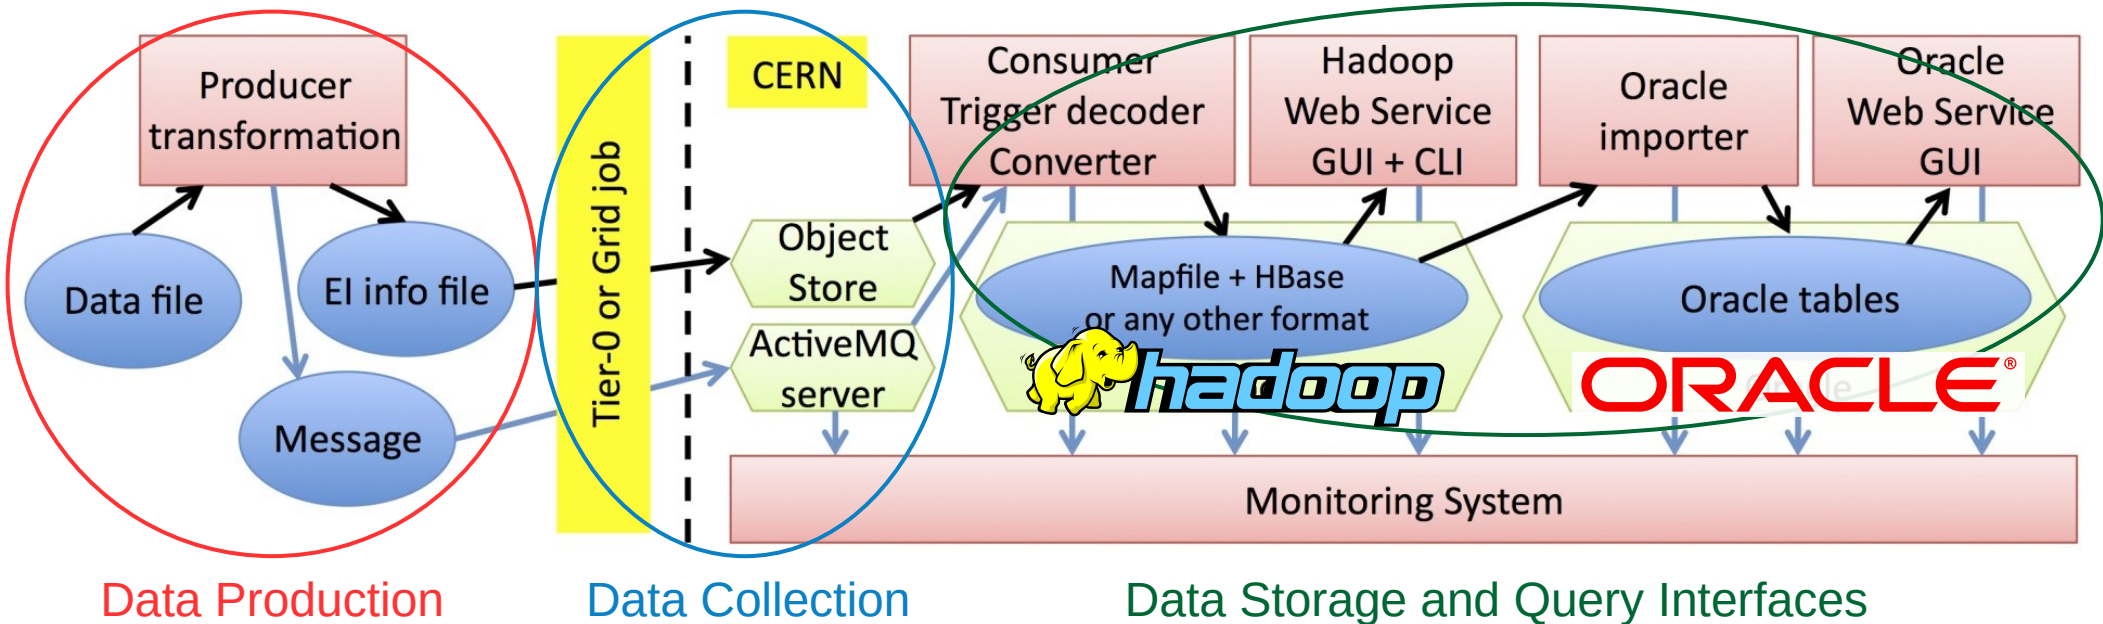 Producer
transformation
Data file
EI info file
Message
Tier-0 or Grid job
CERN
Object
Store
ActiveMQ
server
Consumer
Trigger decoder
Converter
Hadoop
Web Service
GUI + CLI
Oracle
importer
Oracle
Web Service
GUI
Mapfile + HBase
or any other format
hadoop
Oracle tables
ORACLE®
Monitoring System
Data Production
Data Collection
Data Storage and Query Interfaces